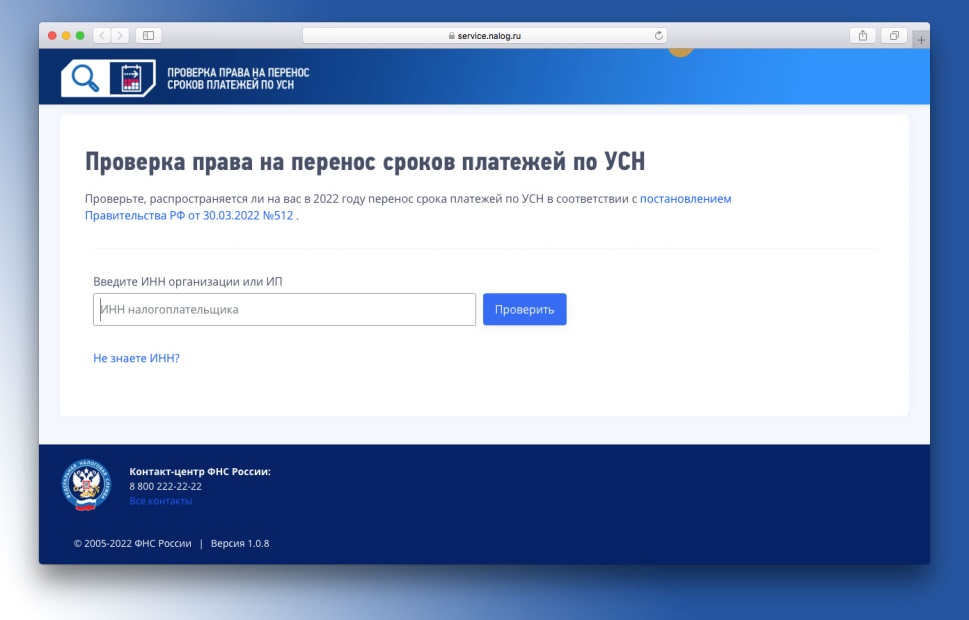 service.nalog.ru
ПРОВЕРКА ПРАВА НА ПЕРЕНОС
СРОКОВ ПЛАТЕЖЕЙ ПО УСН
Проверка права на перенос сроков платежей по УСН
Проверьте, распространяется ли на вас в 2022 году перенос срока платежей по УСН в соответствии с постановлением
Правительства РФ от 30.03.2022 №512 .
Введите ИНН организации или ИП
ИНН налогоплательщика
Проверить
Не знаете ИНН?
Контакт-центр ФНС России:
8 800 222-22-22
Все контакты
© 2005-2022 ФНС России | Версия 1.0.8